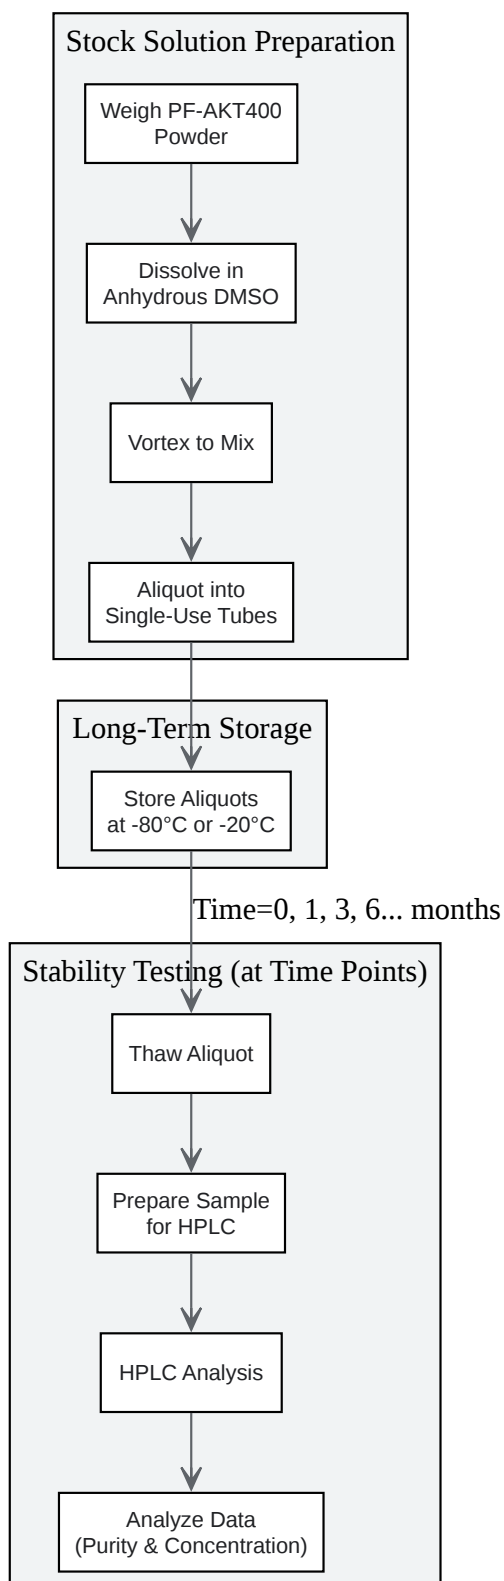 Stock Solution Preparation
Weigh PF-AKT400
Powder
Dissolve in
Anhydrous DMSO
Vortex to Mix
Aliquot into
Single-Use Tubes
Long-Term Storage
Store Aliquots
at -80°C or -20°C
Time=0, 1, 3, 6... months
Stability Testing (at Time Points)
Thaw Aliquot
Prepare Sample
for HPLC
HPLC Analysis
Analyze Data
(Purity & Concentration)